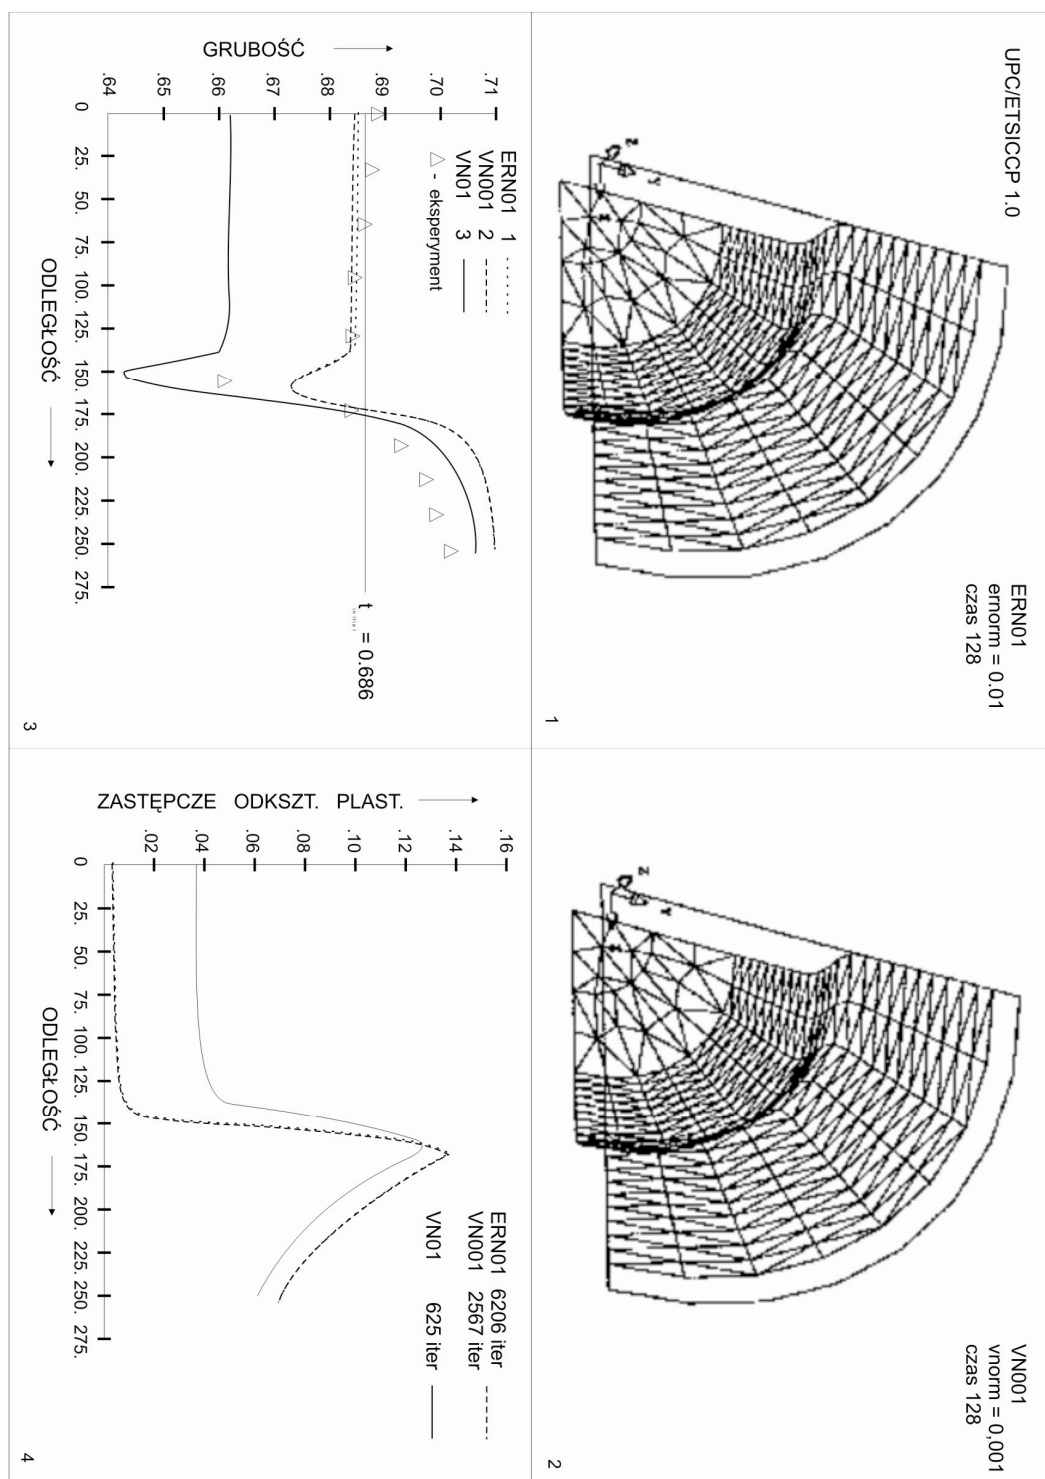 UPC/ETSICCP 1.0
ERN01
ernorm = 0.01
czas 128
Z
Y
X
1
VN001
vnorm = 0,001
czas 128
Z
Y
X
2
GRUBOŚĆ
.71
.70
.69
.68
.67
.66
.65
.64
ERN01 1
VN001 2
VN01 3
- eksperyment
t initial = 0.686
0 25. 50. 75. 100. 125. 150. 175. 200. 225. 250. 275.
ODLEGŁOŚĆ
3
ZASTĘPCZE ODKSZT. PLAST.
.16
.14
.12
.10
.08
.06
.04
.02
ERN01 6206 iter
VN001 2567 iter
VN01 625 iter
0 25. 50. 75. 100. 125. 150. 175. 200. 225. 250. 275.
ODLEGŁOŚĆ
4